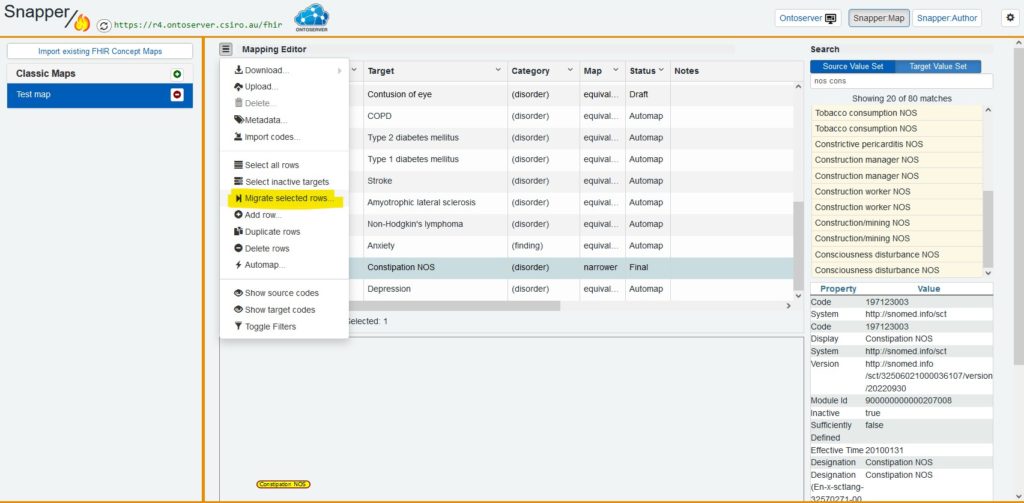 Snapper
https://r4.ontoserver.csiro.au/fhir
ONTOSERVER
Ontoserver
Snapper:Map
Snapper:Author
Import existing FHIR Concept Maps
Classic Maps
Test map
Mapping Editor
Download...
Upload...
Delete...
Metadata...
Import codes...
Select all rows
Select inactive targets
Migrate selected rows...
Add row...
Duplicate rows
Delete rows
Automap...
Show source codes
Show target codes
Toggle Filters
Target Category Map Status Notes
Contusion of eye (disorder) equival... Draft
COPD (disorder) equival... Automap
Type 2 diabetes mellitus (disorder) equival... Automap
Type 1 diabetes mellitus (disorder) equival... Automap
Stroke (disorder) equival... Automap
Amyotrophic lateral sclerosis (disorder) equival... Automap
Non-Hodgkin's lymphoma (disorder) equival... Automap
Anxiety (finding) equival... Automap
Constipation NOS (disorder) narrower Final
Depression (disorder) equival... Automap
Selected: 1
Constipation NOS
Search
Source Value Set Target Value Set
nos cons
Showing 20 of 80 matches
Tobacco consumption NOS
Tobacco consumption NOS
Constrictive pericarditis NOS
Construction manager NOS
Construction manager NOS
Construction worker NOS
Construction worker NOS
Construction/mining NOS
Construction/mining NOS
Consciousness disturbance NOS
Consciousness disturbance NOS
Property Value
Code 197123003
System http://snomed.info/sct
Code 197123003
Display Constipation NOS
System http://snomed.info/sct
Version http://snomed.info
/sct/32506021000036107/version
/20220930
Module Id 900000000000207008
Inactive true
Sufficiently false
Defined
Effective Time 20100131
Designation Constipation NOS
Designation Constipation NOS
(En-x-sctlang-
32570271-00